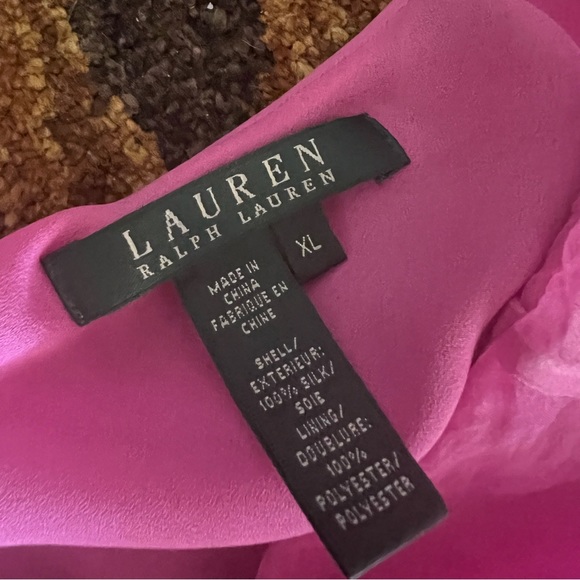 LAUREN
RALPH LAUREN
XL
MADE IN
CHINA
FABRIQUE EN
CHINE
SHELL/
EXTERIEUR:
100% SILK/
SOIE
LINING/
DOUBLURE:
100%
POLYESTER/
POLYESTER